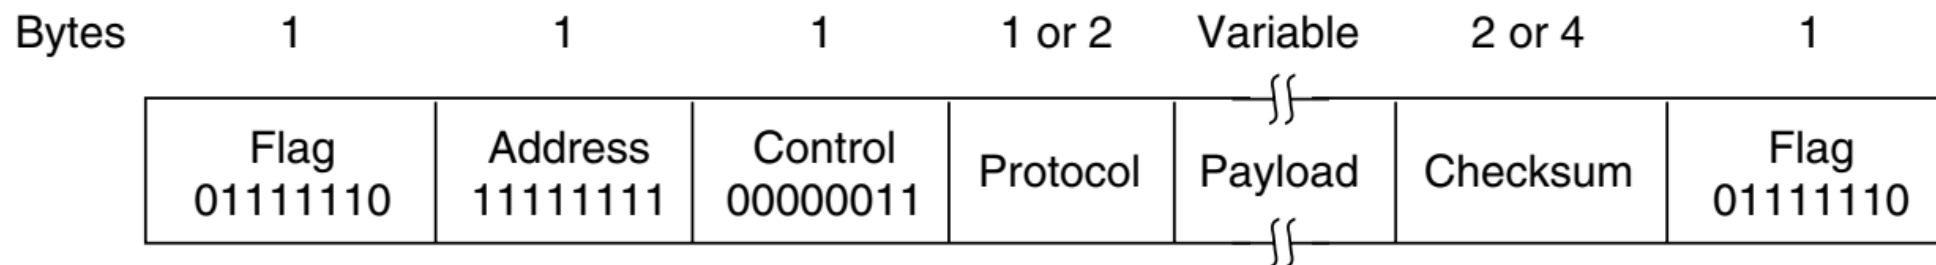 Bytes 1 1 1 1 or 2 Variable 2 or 4 1
Flag Address Control Protocol Payload Checksum Flag
01111110 11111111 00000011 01111110